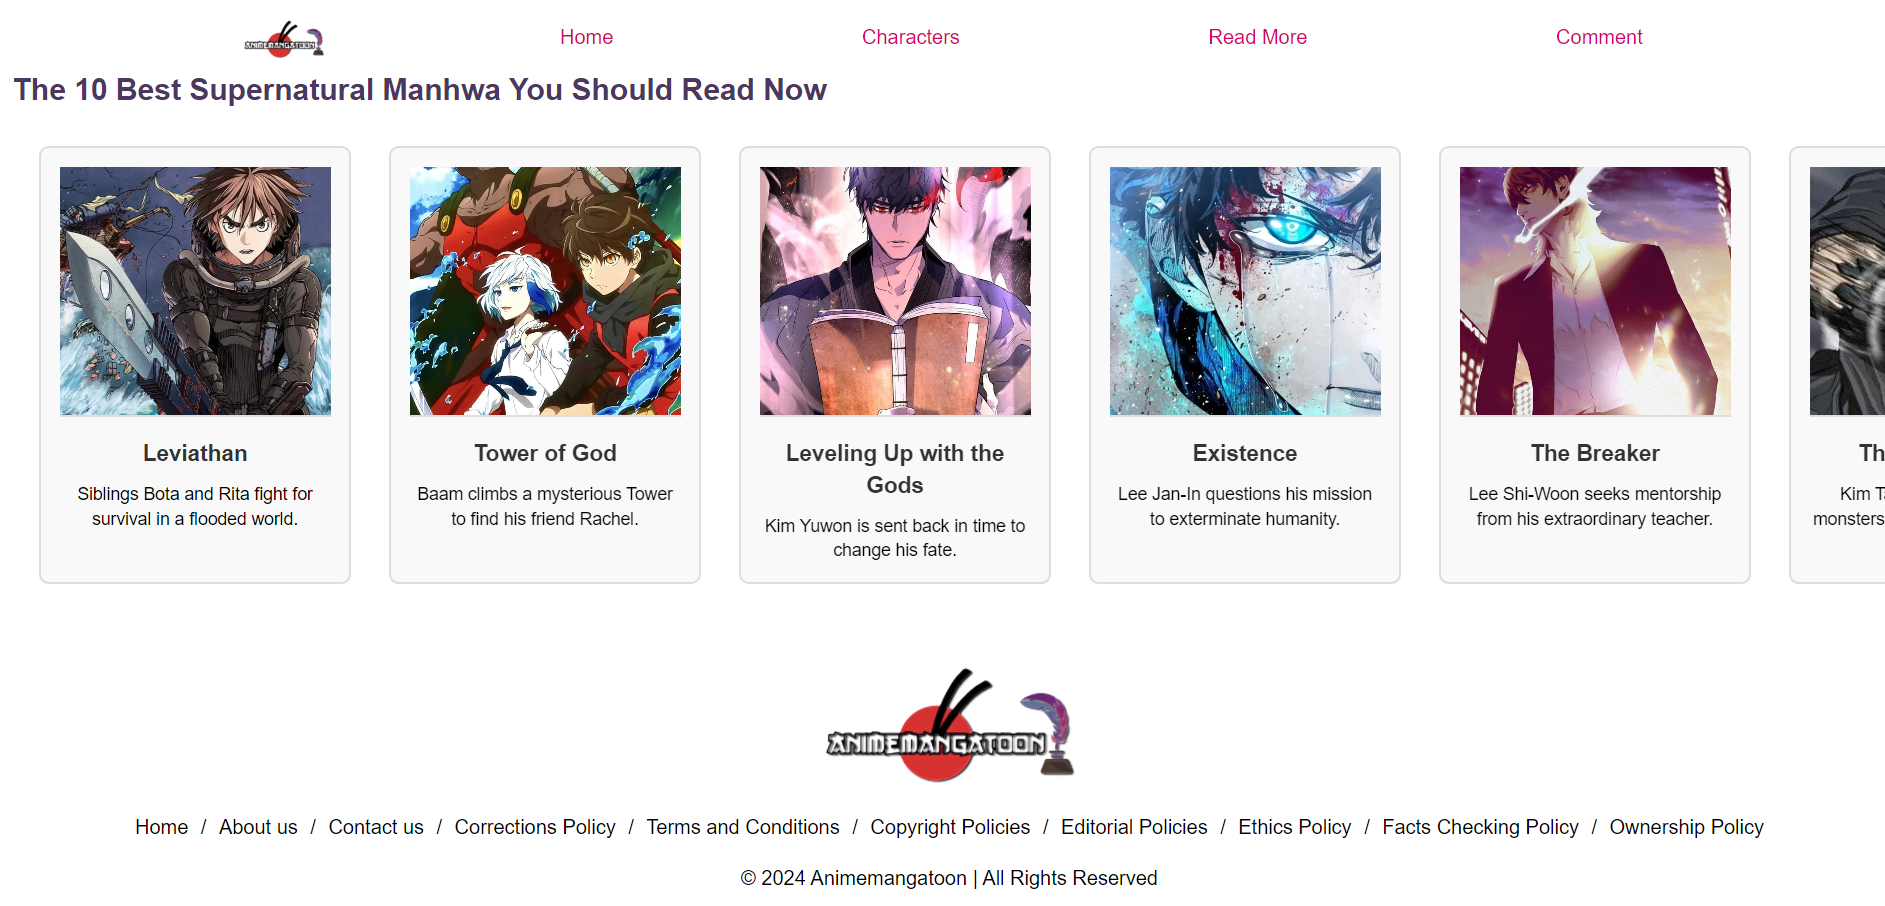 ANIMEMANGATOON
Home
Characters
Read More
Comment
The 10 Best Supernatural Manhwa You Should Read Now
Leviathan
Siblings Bota and Rita fight for
survival in a flooded world.
Tower of God
Baam climbs a mysterious Tower
to find his friend Rachel.
Leveling Up with the
Gods
Kim Yuwon is sent back in time to
change his fate.
Existence
Lee Jan-In questions his mission
to exterminate humanity.
The Breaker
Lee Shi-Woon seeks mentorship
from his extraordinary teacher.
Th
Kim T
monsters
ANIMEMANGATOON
Home / About us / Contact us / Corrections Policy / Terms and Conditions / Copyright Policies / Editorial Policies / Ethics Policy / Facts Checking Policy / Ownership Policy
© 2024 Animemangatoon | All Rights Reserved